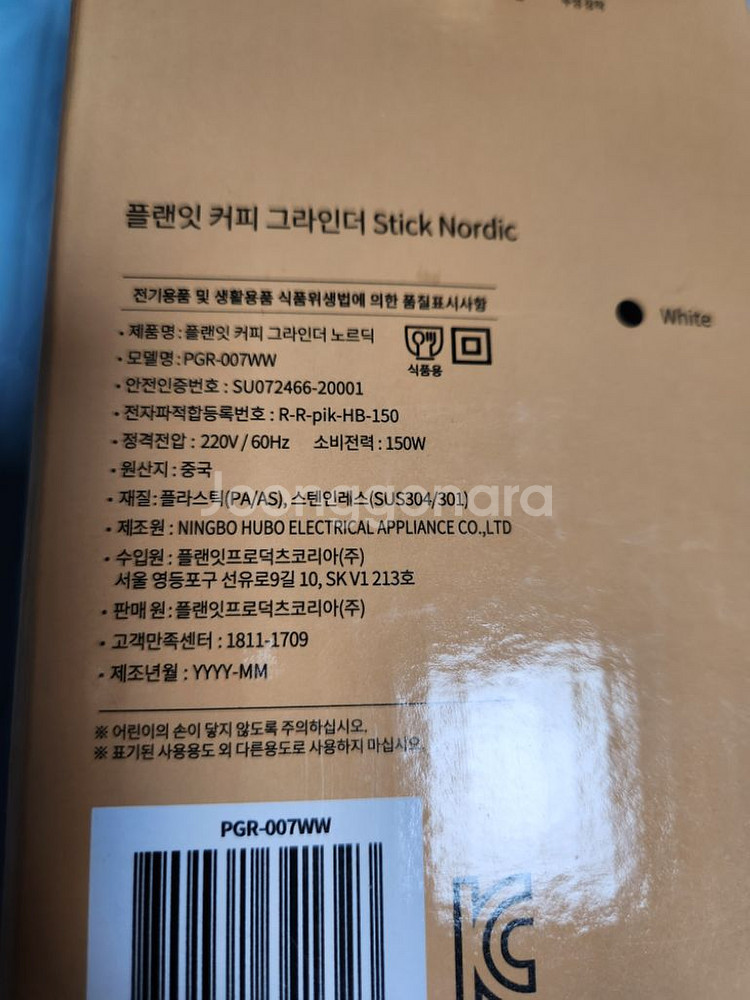 플랜잇 커피 그라인더 Stick Nordic
전기용품 및 생활용품 식품위생법에 의한 품질표시사항
White
• 제품명 : 플랜잇 커피 그라인더 노르딕
• 모델명 : PGR-007WW
식품용
• 안전인증번호 : SU072466-20001
• 전자파적합등록번호 : R-R-pik-HB-150
• 정격전압 : 220V / 60Hz 소비전력 : 150W
• 원산지 : 중국
• 재질 : 플라스틱(PA/AS), 스텐인레스(SUS304/301)
Joonggonara
• 제조원 : NINGBO HUBO ELECTRICAL APPLIANCE CO.,LTD
• 수입원 : 플랜잇프로덕츠코리아(주)
서울 영등포구 선유로9길 10, SK V1 213호
• 판매원 : 플랜잇프로덕츠코리아(주)
• 고객만족센터 : 1811-1709
• 제조년월 : YYYY-MM
※ 어린이의 손이 닿지 않도록 주의하십시오.
※ 표기된 사용용도 외 다른용도로 사용하지 마십시오.
PGR-007WW